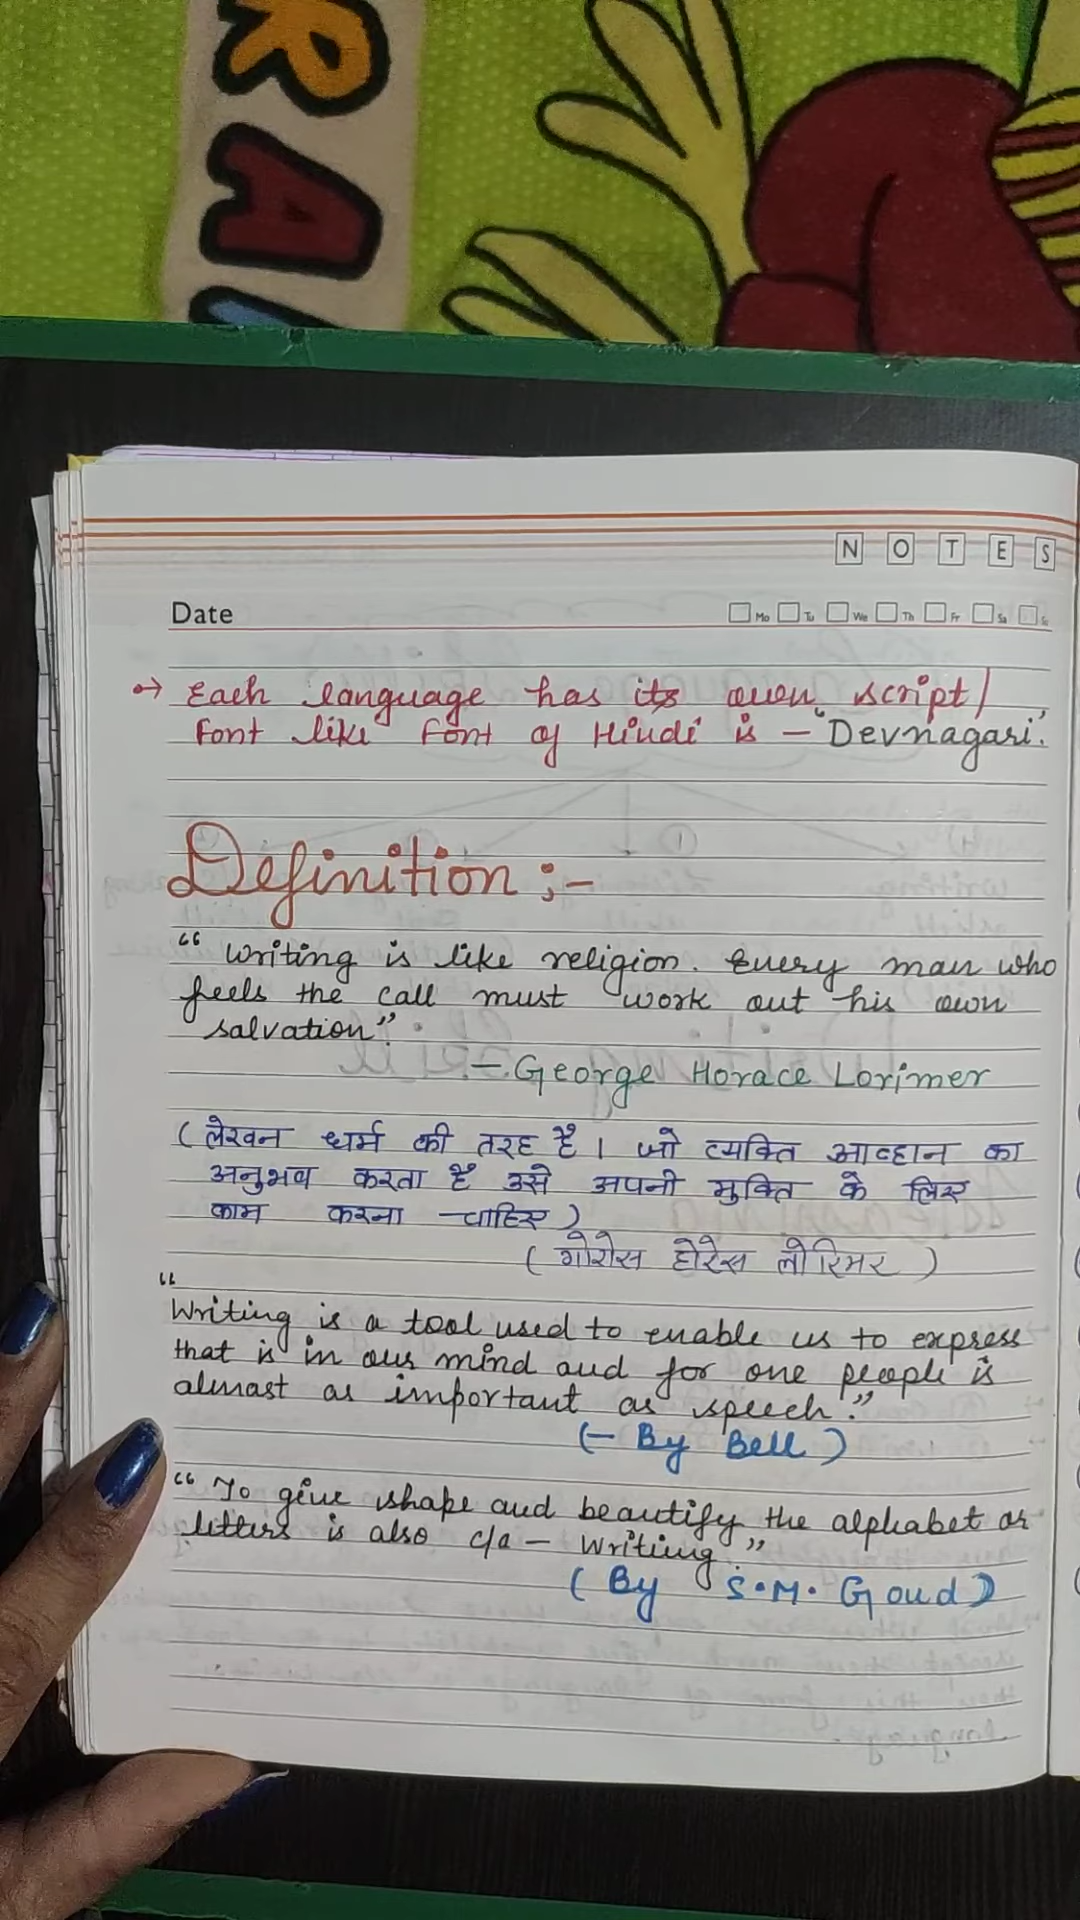 RA
NOTES
Date Mo Tu We Th Fr Sa Su
→ Each language has its own script/
font like font of Hindi is – "Devnagari".
Definition ;-
“ Writing is like religion. Every man who
feels the call must work out his own
salvation”.
– George Horace Lorimer
( लेखन धर्म की तरह है । जो व्यक्ति आव्हान का
अनुभव करता है उसे अपनी मुक्ति के लिए
काम करना चाहिए )
( गोरोस होरेस लोरिमर )
“
Writing is a tool used to enable us to express
that is in our mind and for one people is
almost as important as speech.”
(– By Bell )
“ To give shape and beautify the alphabet or
letters is also c/a – Writing.”
( By S.M. Goud )